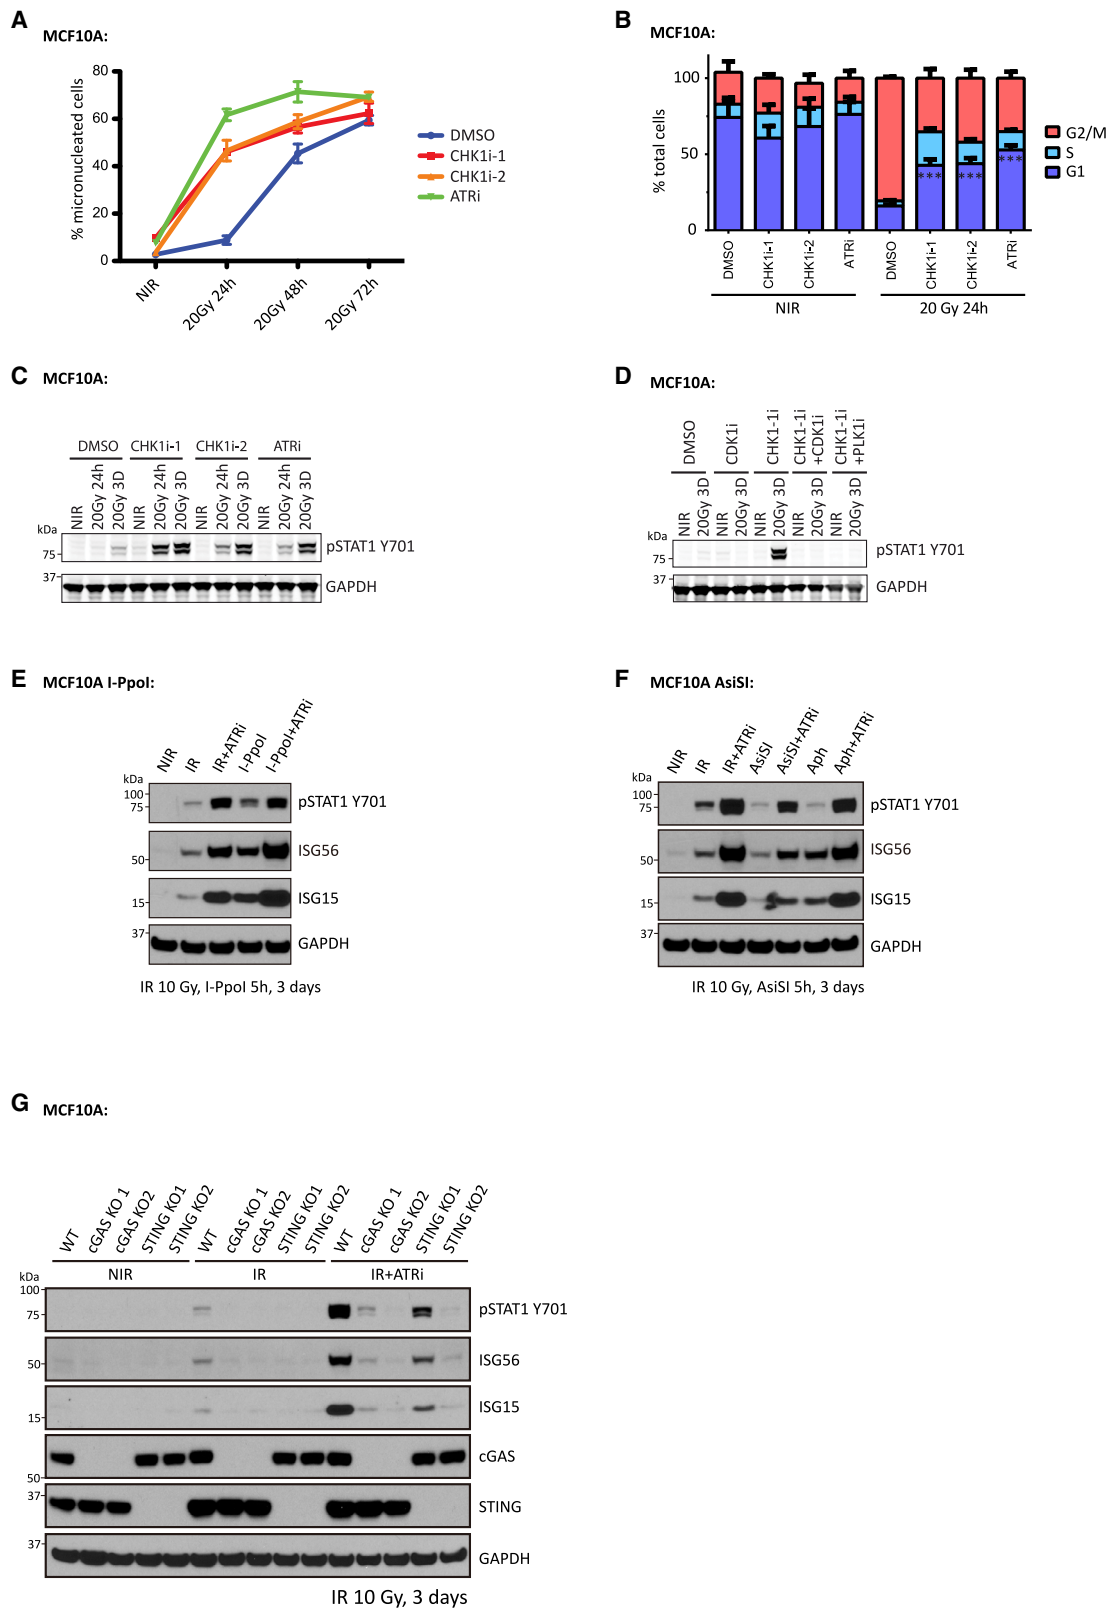 A
MCF10A:
% micronucleated cells
80
60
40
20
0
NIR
20Gy 24h
20Gy 48h
20Gy 72h
DMSO
CHK1i-1
CHK1i-2
ATRi
B
MCF10A:
% total cells
100
50
0
G2/M
S
G1
*** *** ***
DMSO CHK1i-1 CHK1i-2 ATRi DMSO CHK1i-1 CHK1i-2 ATRi
NIR 20 Gy 24h
C
MCF10A:
DMSO CHK1i-1 CHK1i-2 ATRi
NIR 20Gy 24h 20Gy 3D NIR 20Gy 24h 20Gy 3D NIR 20Gy 24h 20Gy 3D NIR 20Gy 24h 20Gy 3D
kDa
75
pSTAT1 Y701
37
GAPDH
D
MCF10A:
DMSO CDK1i CHK1-1i CHK1-1i +CDK1i CHK1-1i +PLK1i
NIR 20Gy 3D NIR 20Gy 3D NIR 20Gy 3D NIR 20Gy 3D NIR 20Gy 3D
kDa
75
pSTAT1 Y701
37
GAPDH
E
MCF10A I-PpoI:
NIR IR IR+ATRi I-PpoI I-PpoI+ATRi
kDa
100
75
pSTAT1 Y701
50
ISG56
15
ISG15
37
GAPDH
IR 10 Gy, I-PpoI 5h, 3 days
F
MCF10A AsiSI:
NIR IR IR+ATRi AsiSI AsiSI+ATRi Aph Aph+ATRi
kDa
100
75
pSTAT1 Y701
50
ISG56
15
ISG15
37
GAPDH
IR 10 Gy, AsiSI 5h, 3 days
G
MCF10A:
WT cGAS KO 1 cGAS KO2 STING KO1 STING KO2 WT cGAS KO 1 cGAS KO2 STING KO1 STING KO2 WT cGAS KO 1 cGAS KO2 STING KO1 STING KO2
NIR IR IR+ATRi
kDa
100
75
pSTAT1 Y701
50
ISG56
15
ISG15
cGAS
50
37
STING
37
GAPDH
IR 10 Gy, 3 days